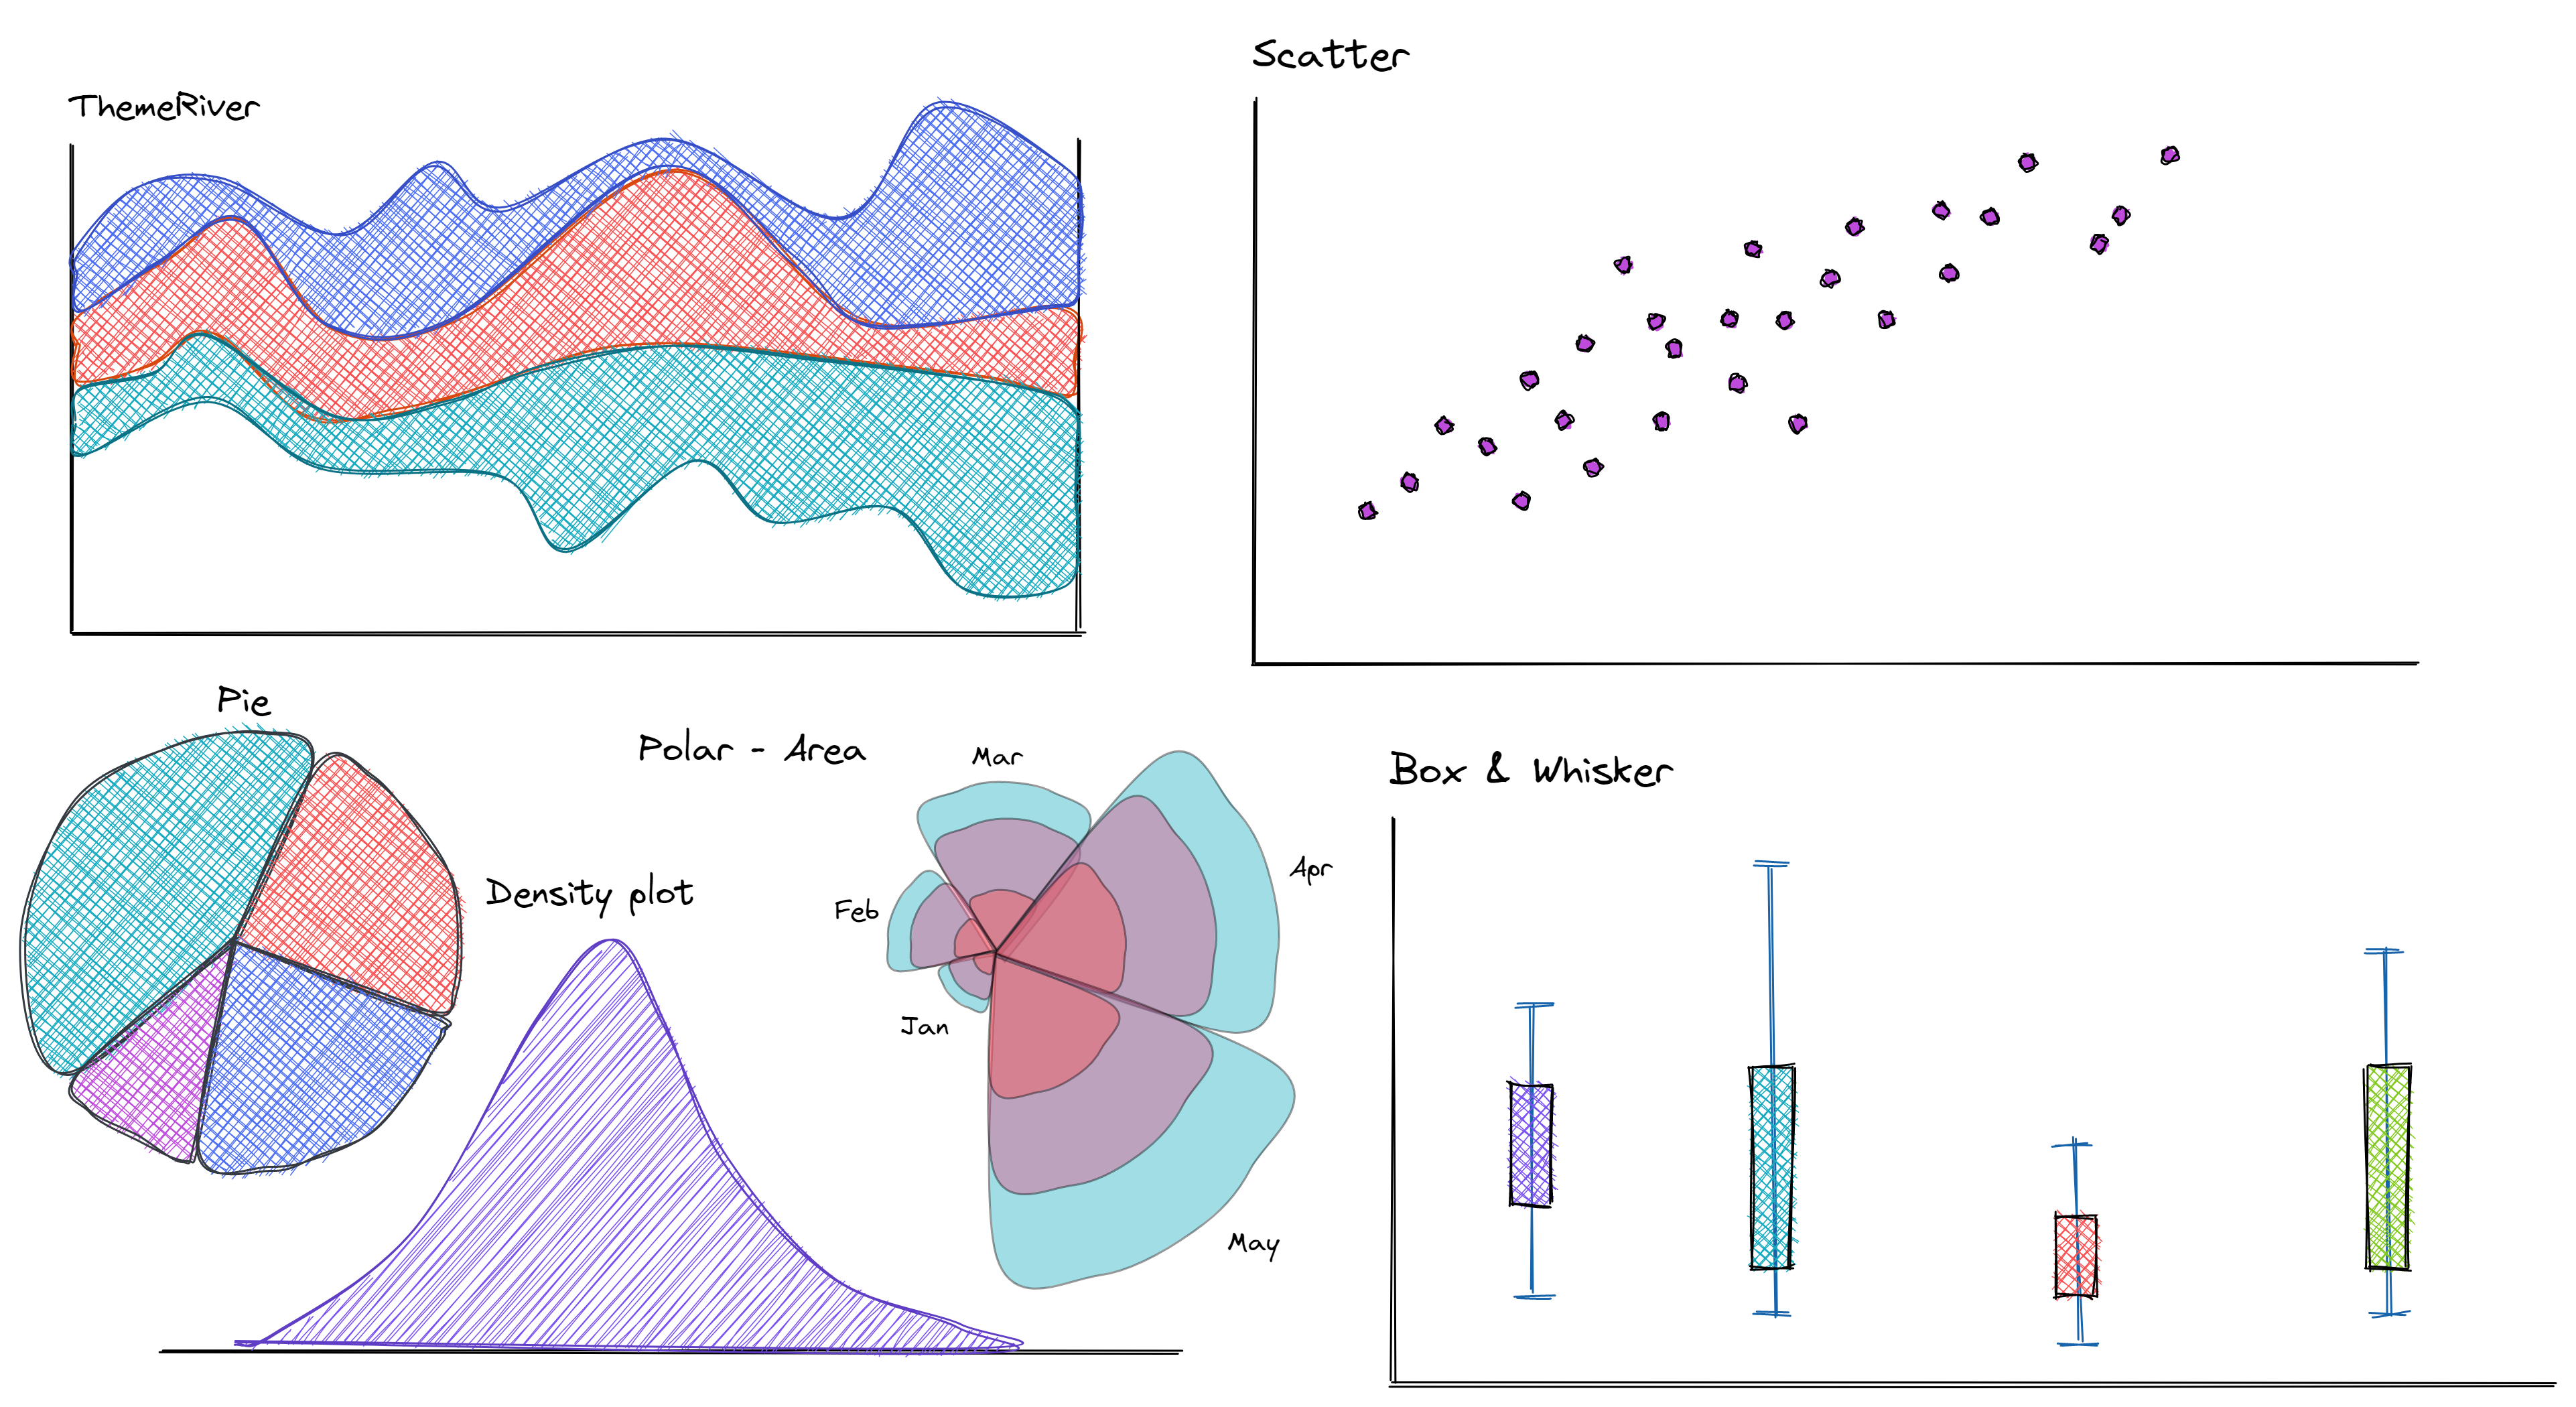 Scatter
ThemeRiver
Pie
Polar - Area
Mar
Box & Whisker
Apr
Density plot
Feb
Jan
May